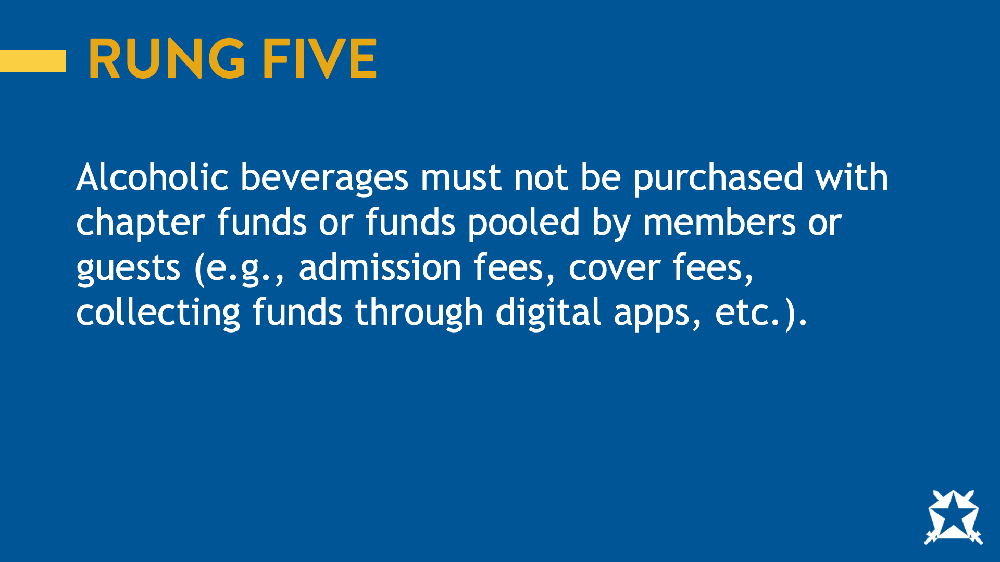 RUNG FIVE
Alcoholic beverages must not be purchased with
chapter funds or funds pooled by members or
guests (e.g., admission fees, cover fees,
collecting funds through digital apps, etc.).